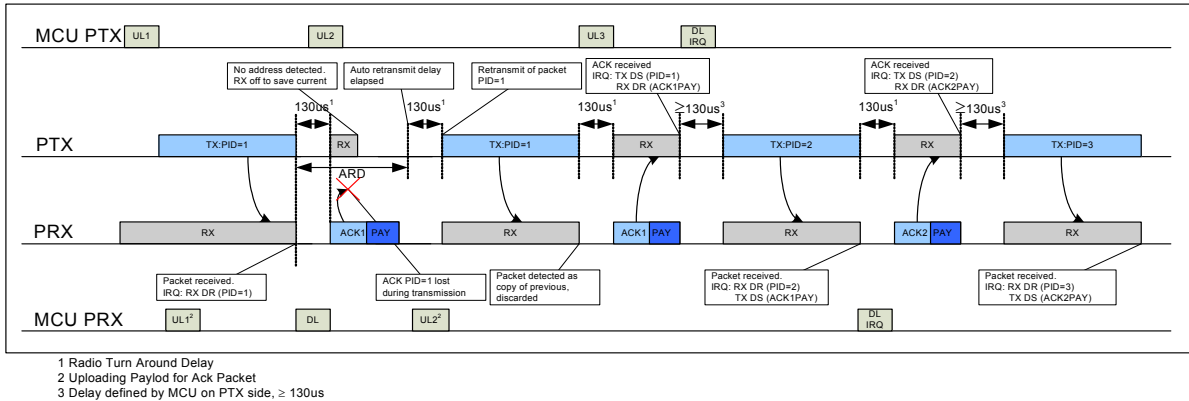 MCU PTX
UL1
UL2
UL3
DL
IRQ
No address detected.
RX off to save current
Auto retransmit delay
elapsed
Retransmit of packet
PID=1
ACK received
IRQ: TX DS (PID=1)
RX DR (ACK1PAY)
ACK received
IRQ: TX DS (PID=2)
RX DR (ACK2PAY)
130us¹
130us¹
130us¹
≥130us³
130us¹
≥130us³
PTX
TX:PID=1
RX
TX:PID=1
RX
TX:PID=2
RX
TX:PID=3
ARD
PRX
RX
ACK1
PAY
RX
ACK1
PAY
RX
ACK2
PAY
RX
Packet received.
IRQ: RX DR (PID=1)
ACK PID=1 lost
during transmission
Packet detected as
copy of previous,
discarded
Packet received.
IRQ: RX DR (PID=2)
TX DS (ACK1PAY)
Packet received.
IRQ: RX DR (PID=3)
TX DS (ACK2PAY)
MCU PRX
UL1²
DL
UL2²
DL
IRQ
1 Radio Turn Around Delay
2 Uploading Paylod for Ack Packet
3 Delay defined by MCU on PTX side, ≥ 130us